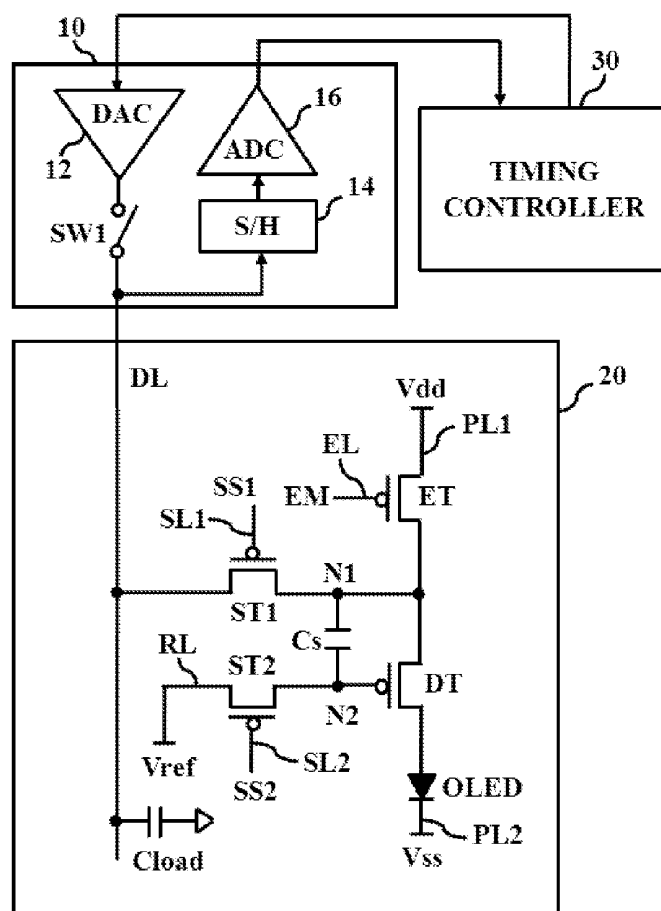 10
30
DAC
12
16
ADC
TIMING
CONTROLLER
SW1
S/H
14
DL
20
Vdd
PL1
EL
EM
ET
SS1
SL1
N1
ST1
Cs
RL
ST2
DT
N2
Vref
SL2
SS2
OLED
PL2
Vss
Cload